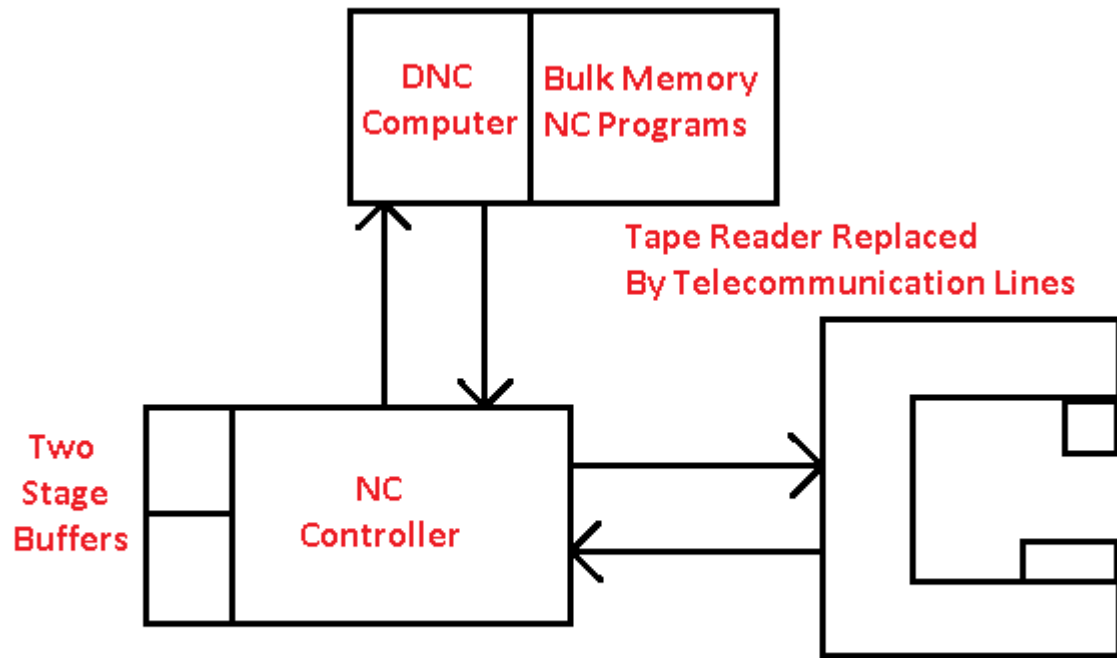 DNC
Computer
Bulk Memory
NC Programs
Tape Reader Replaced
By Telecommunication Lines
Two
Stage
Buffers
NC
Controller